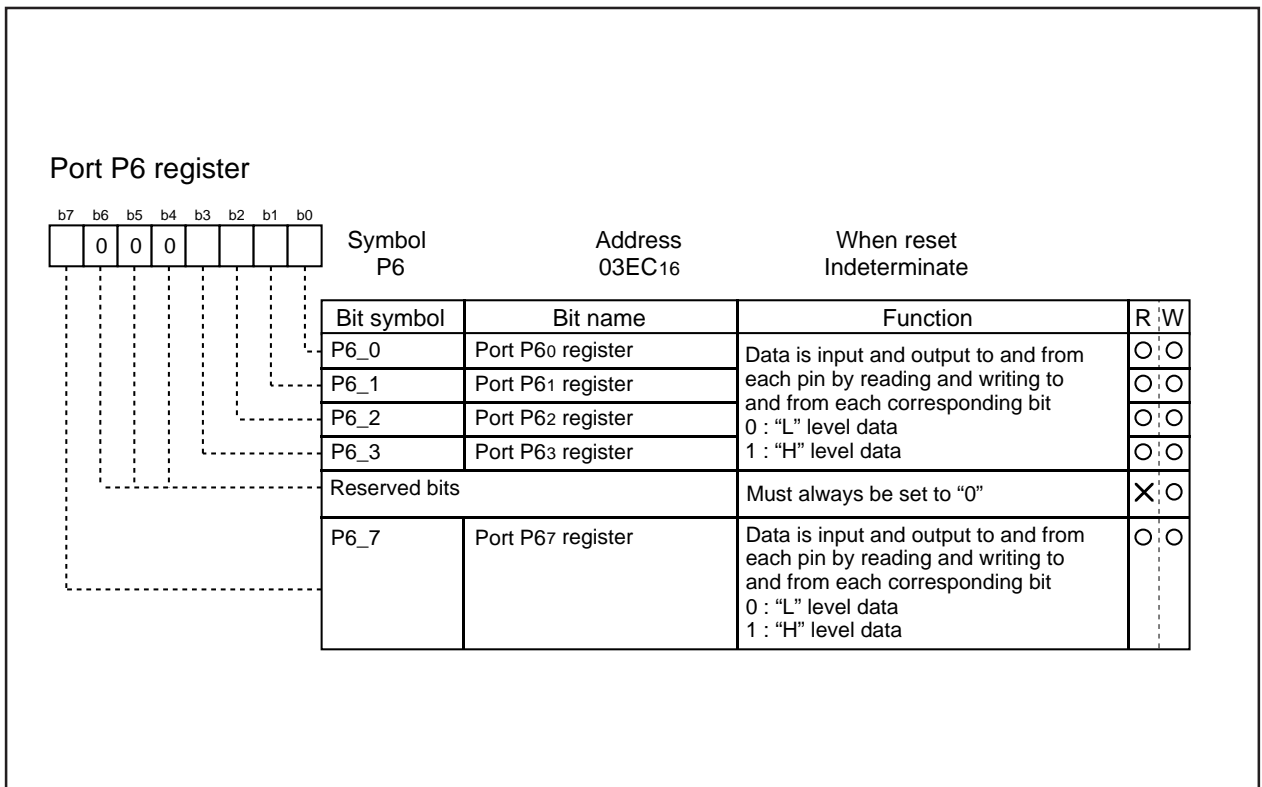 Port P6 register
b7 b6 b5 b4 b3 b2 b1 b0
0 0 0
Symbol Address When reset
P6 03EC16 Indeterminate
Bit symbol Bit name Function R W
P6_0 Port P60 register Data is input and output to and from
each pin by reading and writing to
and from each corresponding bit
0 : “L” level data
1 : “H” level data
P6_1 Port P61 register
P6_2 Port P62 register
P6_3 Port P63 register
Reserved bits Must always be set to “0”
P6_7 Port P67 register Data is input and output to and from
each pin by reading and writing to
and from each corresponding bit
0 : “L” level data
1 : “H” level data